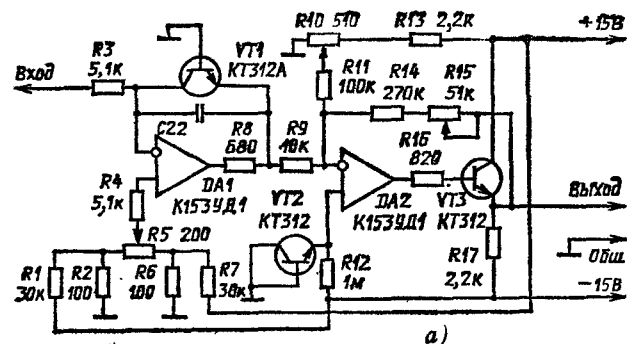 R10 510
R13 2,2к
+15В
R3
5,1к
VT1
КТ312А
Вход
R11
100к
R14
270к
R15
51к
C22
R8
680
R9
10к
R16
820
R4
5,1к
DA1
К153УД1
VT2
КТ312
DA2
К153УД1
VT3
КТ312
Выход
R5 200
R1
30к
R2
100
R6
100
R7
30к
R12
1м
R17
2,2к
Общ.
-15В
а)